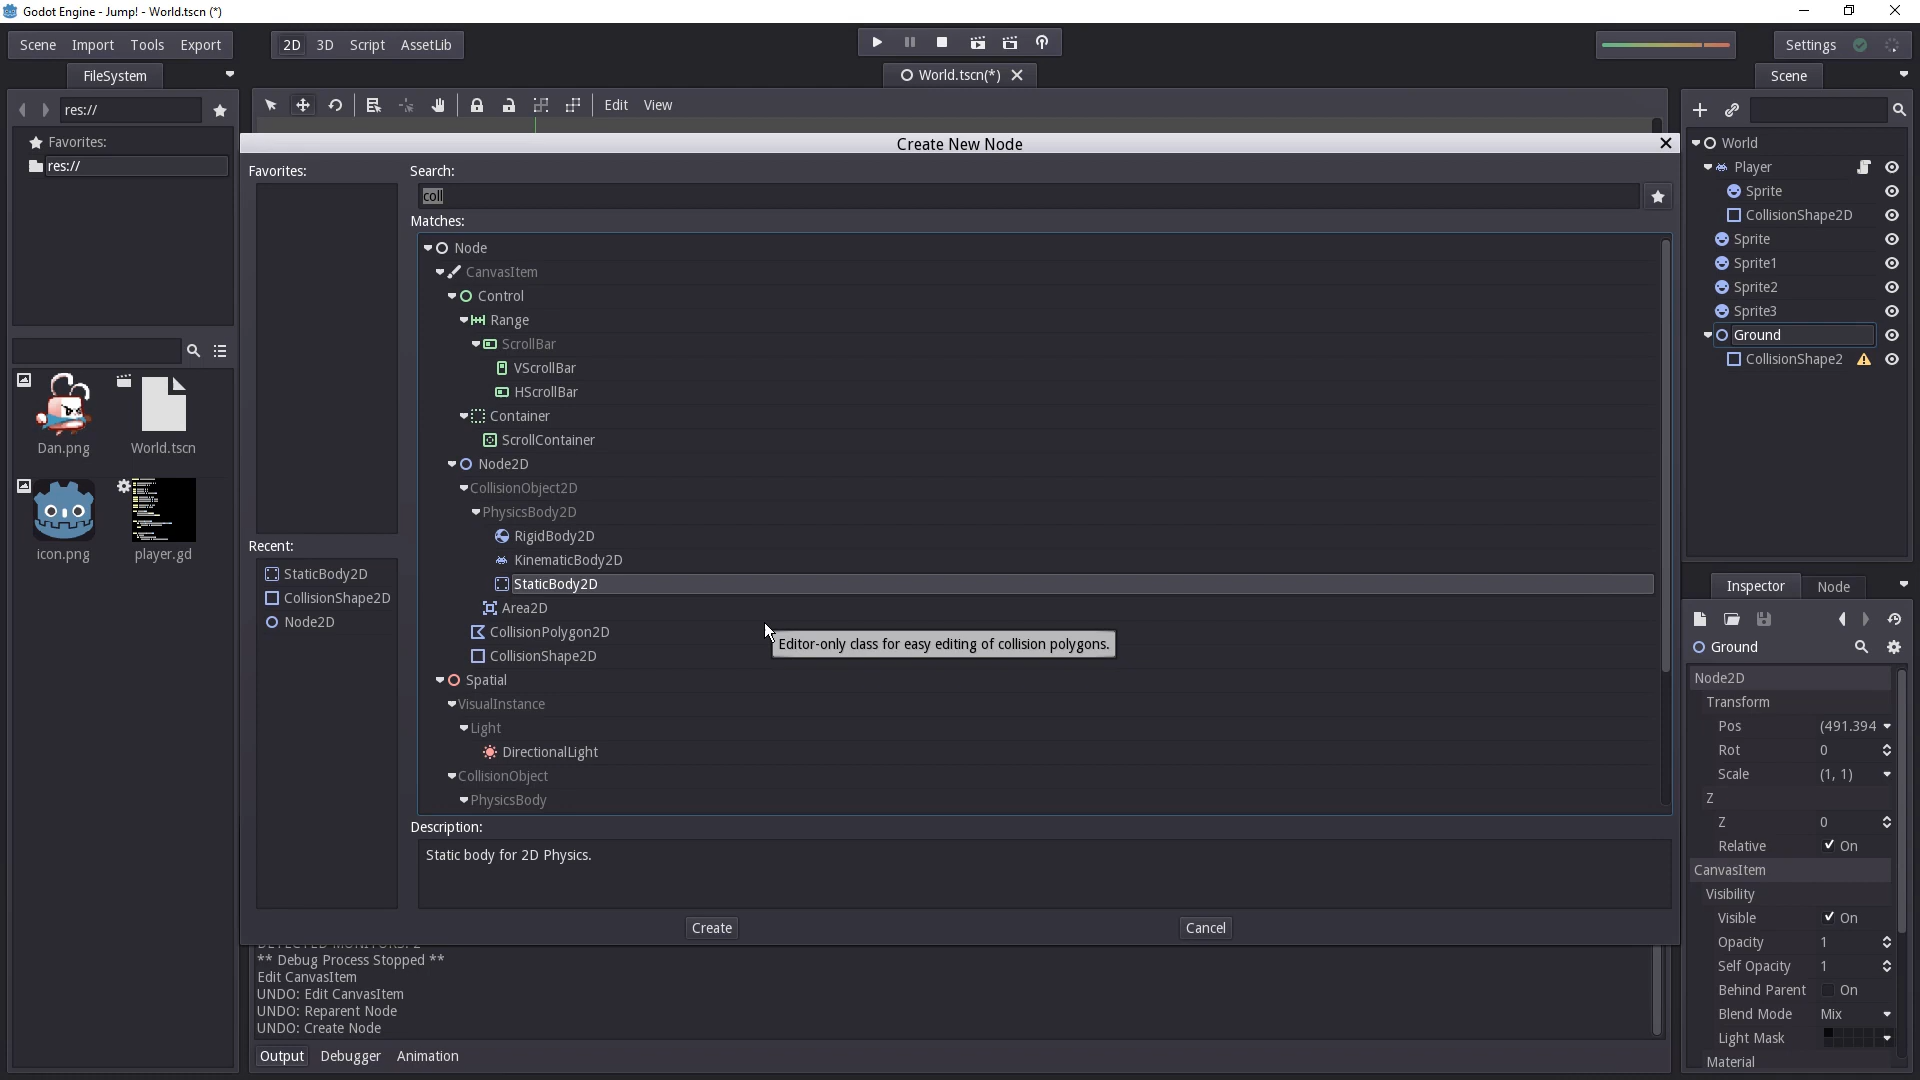 Godot Engine - Jump! - World.tscn (*)
Scene Import Tools Export
2D 3D Script AssetLib
Settings
FileSystem
World.tscn(*)
Scene
res://
Edit View
Favorites:
res://
Create New Node
Favorites:
Search:
coll
Matches:
Node
CanvasItem
Control
Range
ScrollBar
VScrollBar
HScrollBar
Container
ScrollContainer
Node2D
CollisionObject2D
PhysicsBody2D
RigidBody2D
KinematicBody2D
StaticBody2D
Area2D
CollisionPolygon2D
CollisionShape2D
Spatial
VisualInstance
Light
DirectionalLight
CollisionObject
PhysicsBody
Editor-only class for easy editing of collision polygons.
Recent:
StaticBody2D
CollisionShape2D
Node2D
Description:
Static body for 2D Physics.
Create
Cancel
Dan.png
World.tscn
icon.png
player.gd
World
Player
Sprite
CollisionShape2D
Sprite
Sprite1
Sprite2
Sprite3
Ground
CollisionShape2
Inspector Node
Ground
Node2D
Transform
Pos (491.394
Rot 0
Scale (1, 1)
Z
Z 0
Relative On
CanvasItem
Visibility
Visible On
Opacity 1
Self Opacity 1
Behind Parent On
Blend Mode Mix
Light Mask
Material
DETECTED MONITORS: 2
** Debug Process Stopped **
Edit CanvasItem
UNDO: Edit CanvasItem
UNDO: Reparent Node
UNDO: Create Node
Output Debugger Animation